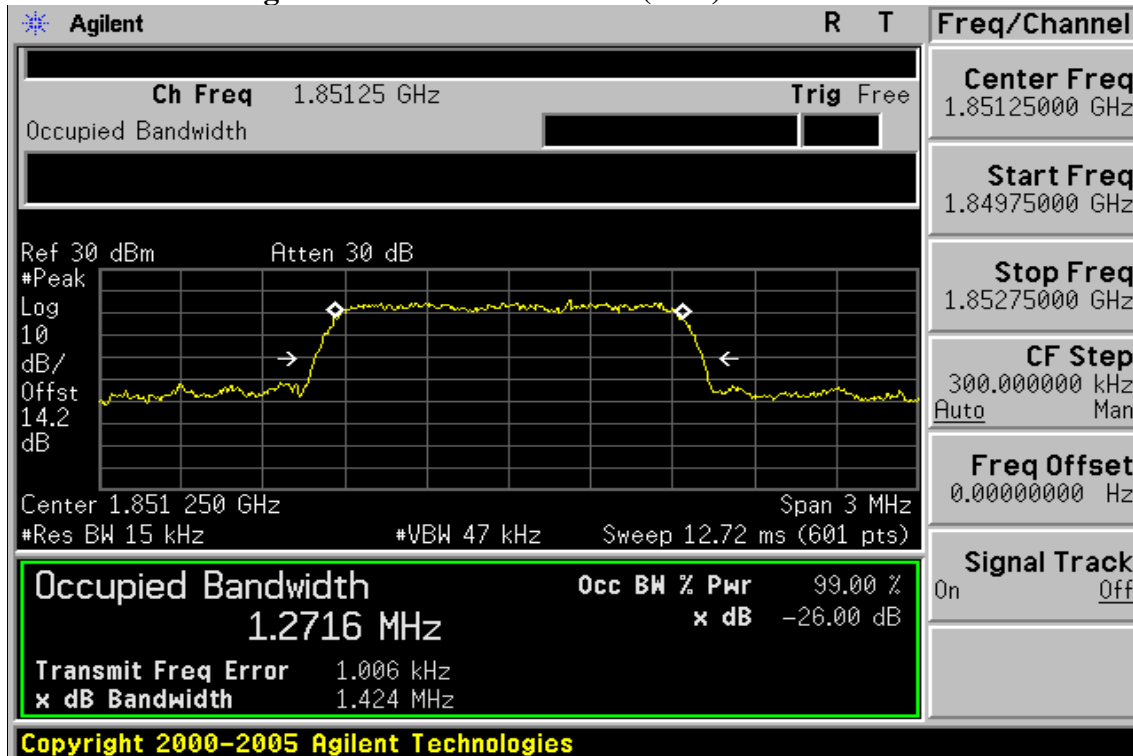 Agilent R T Freq/Channel
Ch Freq 1.85125 GHz Trig Free
Occupied Bandwidth
Center Freq
1.85125000 GHz
Start Freq
1.84975000 GHz
Stop Freq
1.85275000 GHz
CF Step
300.000000 kHz
Auto Man
Freq Offset
0.00000000 Hz
Signal Track
On Off
Ref 30 dBm Atten 30 dB
#Peak
Log
10
dB/
Offst
14.2
dB
Center 1.851 250 GHz Span 3 MHz
#Res BW 15 kHz #VBW 47 kHz Sweep 12.72 ms (601 pts)
Occupied Bandwidth
1.2716 MHz
Occ BW % Pwr 99.00 %
x dB -26.00 dB
Transmit Freq Error 1.006 kHz
x dB Bandwidth 1.424 MHz
Copyright 2000-2005 Agilent Technologies